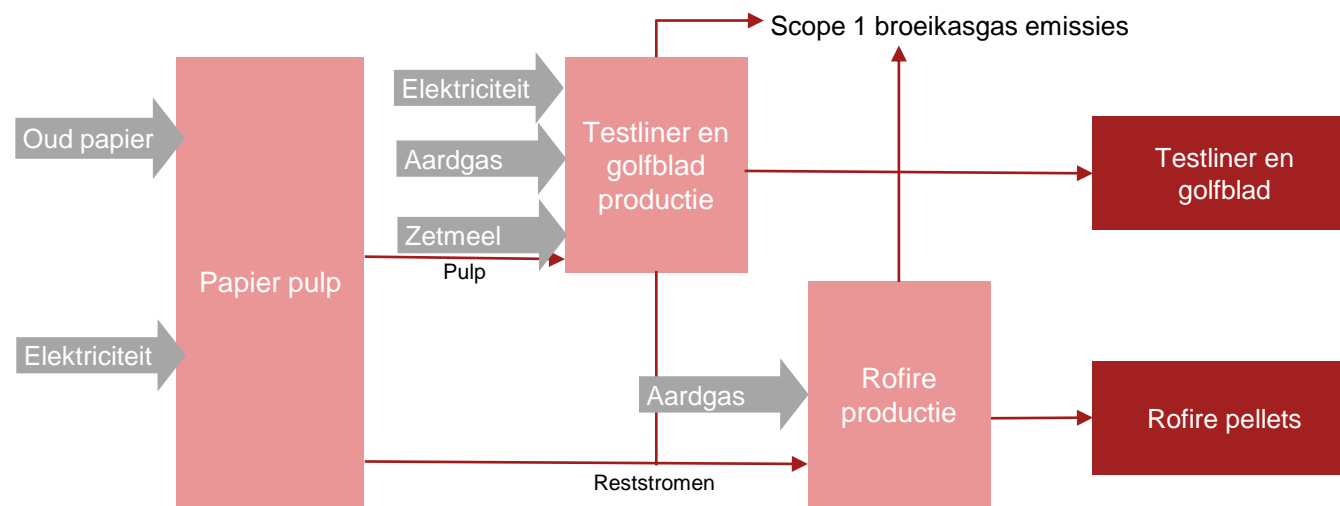 Scope 1 broeikasgas emissies
Oud papier
Elektriciteit
Papier pulp
Elektriciteit
Aardgas
Zetmeel
Pulp
Testliner en
golfblad
productie
Testliner en
golfblad
Aardgas
Reststromen
Rofire
productie
Rofire pellets